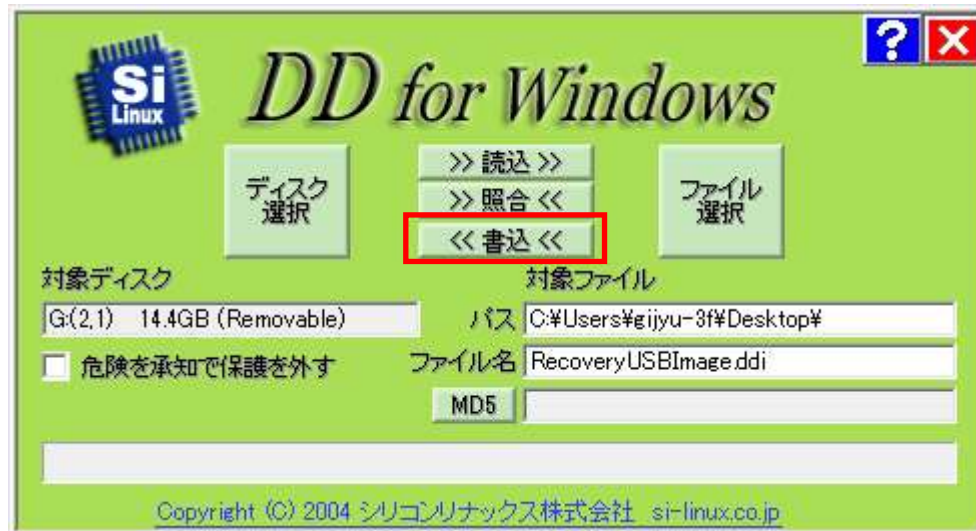 Si
Linux
DD for Windows
?
ディスク
選択
>> 読込 >>
>> 照合 <<
<< 書込 <<
ファイル
選択
対象ディスク
対象ファイル
G:(2,1) 14.4GB (Removable)
パス C:¥Users¥gijyu-3f¥Desktop¥
危険を承知で保護を外す
ファイル名 RecoveryUSBImage.ddi
MD5
Copyright (C) 2004 シリコンリナックス株式会社 si-linux.co.jp